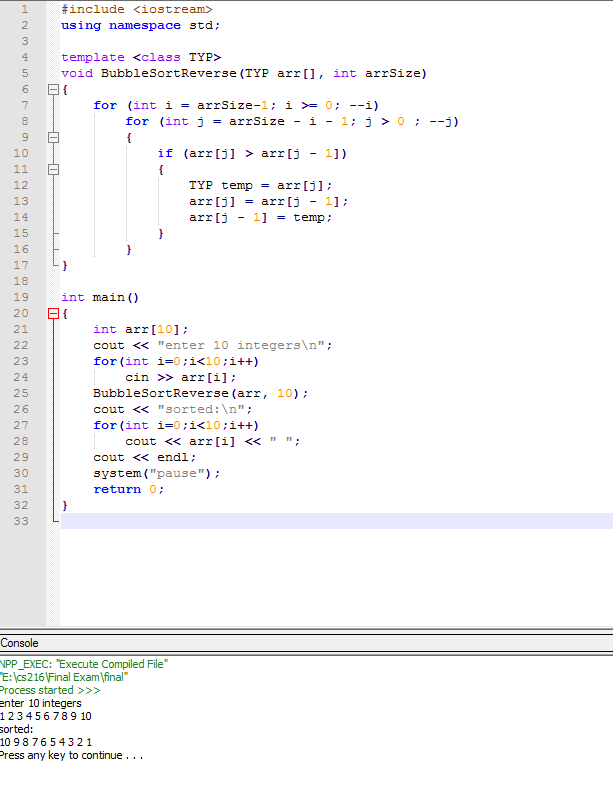 1 #include <iostream>
2 using namespace std;
3
4 template <class TYP>
5 void BubbleSortReverse(TYP arr[], int arrSize)
6 {
7 for (int i = arrSize-1; i >= 0; --i)
8 for (int j = arrSize - i - 1; j > 0 ; --j)
9 {
10 if (arr[j] > arr[j - 1])
11 {
12 TYP temp = arr[j];
13 arr[j] = arr[j - 1];
14 arr[j - 1] = temp;
15 }
16 }
17 }
18
19 int main()
20 {
21 int arr[10];
22 cout << "enter 10 integers\n";
23 for(int i=0;i<10;i++)
24 cin >> arr[i];
25 BubbleSortReverse(arr, 10);
26 cout << "sorted:\n";
27 for(int i=0;i<10;i++)
28 cout << arr[i] << " ";
29 cout << endl;
30 system("pause");
31 return 0;
32 }
33
Console
NPP_EXEC: "Execute Compiled File"
"E:\cs216\Final Exam\final"
Process started >>>
enter 10 integers
1 2 3 4 5 6 7 8 9 10
sorted:
10 9 8 7 6 5 4 3 2 1
Press any key to continue . . .